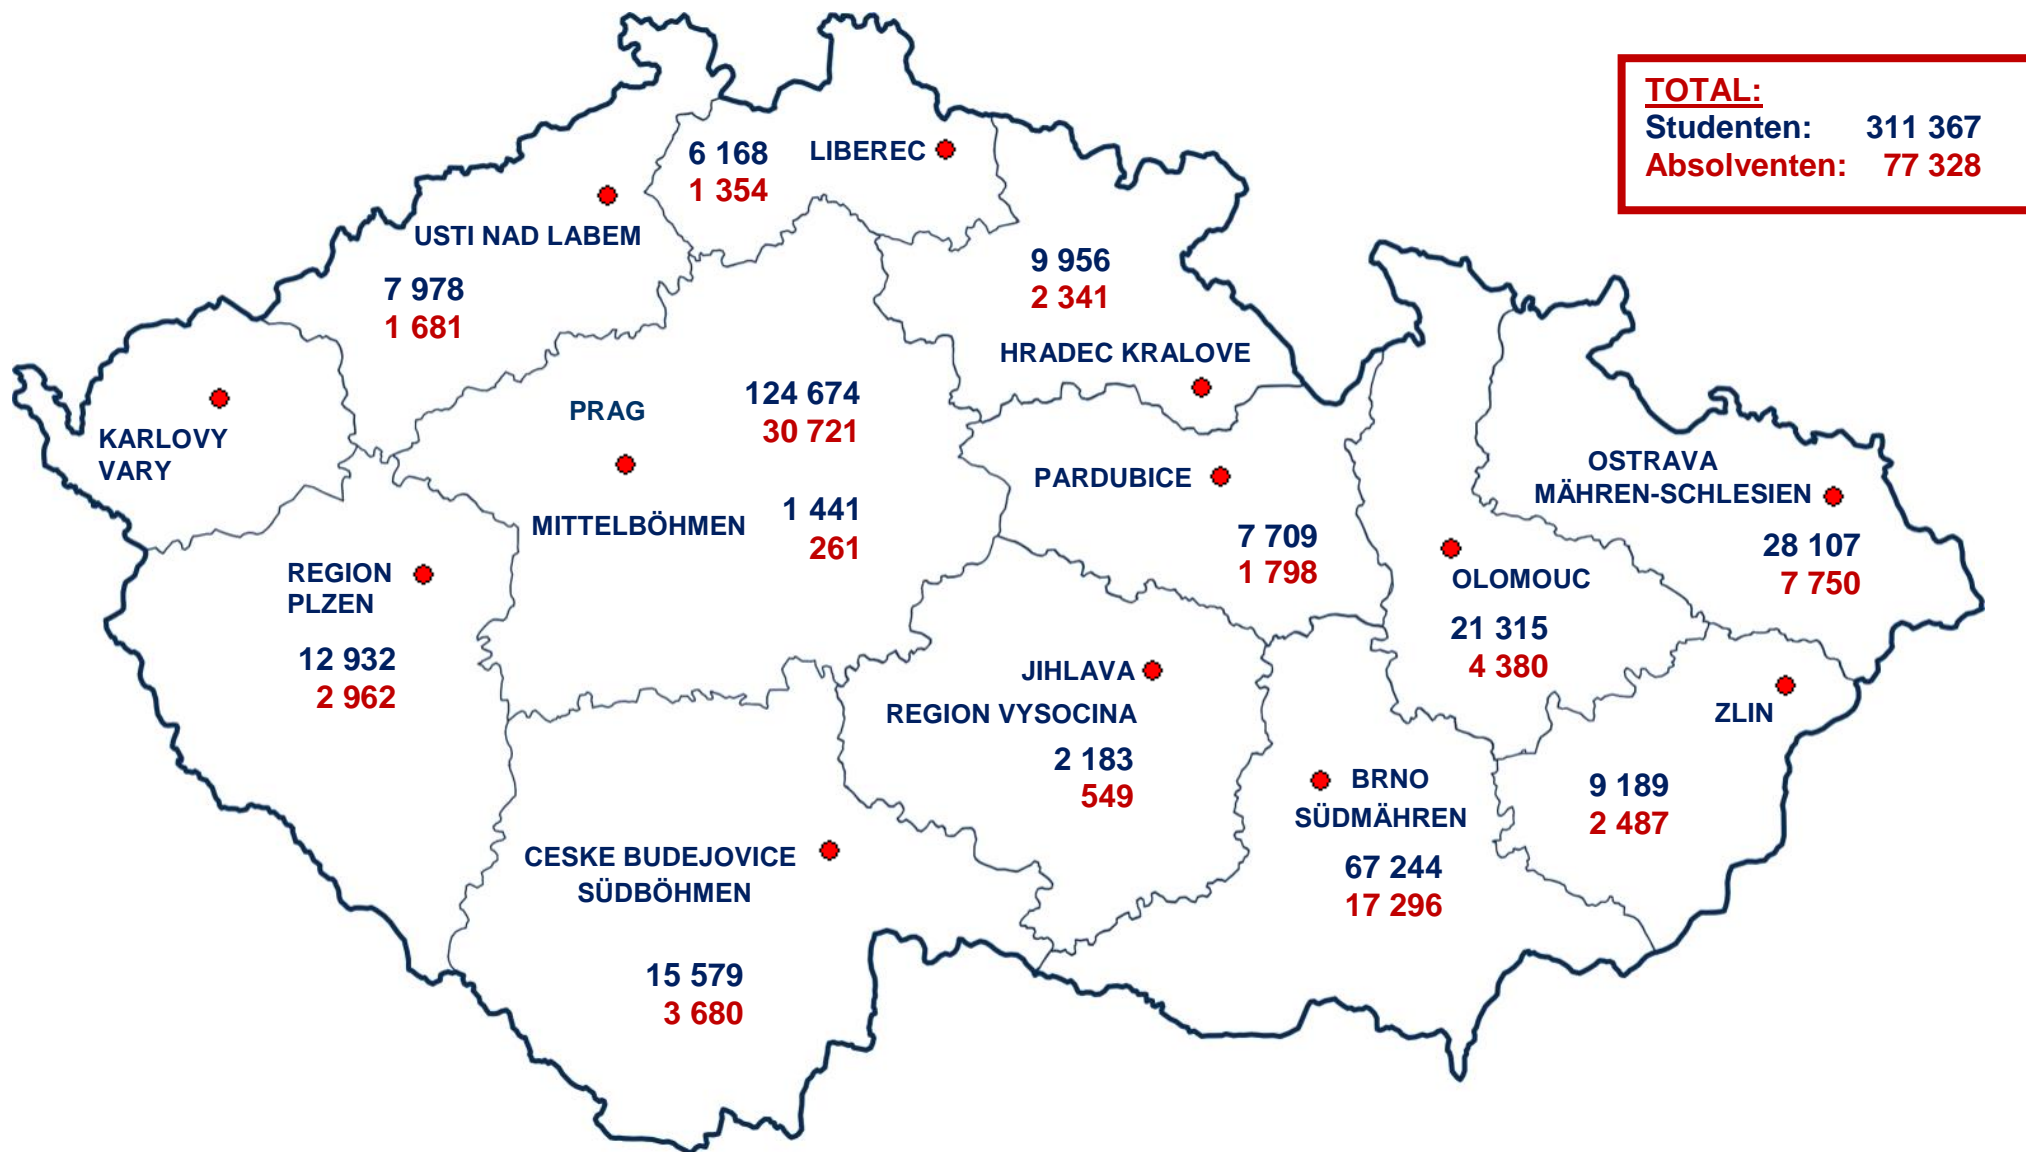 TOTAL:
Studenten: 311 367
Absolventen: 77 328
6 168
1 354
LIBEREC
USTI NAD LABEM
7 978
1 681
9 956
2 341
HRADEC KRALOVE
KARLOVY
VARY
PRAG
124 674
30 721
MITTELBÖHMEN
1 441
261
PARDUBICE
7 709
1 798
OSTRAVA
MÄHREN-SCHLESIEN
28 107
7 750
REGION
PLZEN
12 932
2 962
OLOMOUC
21 315
4 380
JIHLAVA
REGION VYSOCINA
2 183
549
ZLIN
9 189
2 487
BRNO
SÜDMÄHREN
67 244
17 296
CESKE BUDEJOVICE
SÜDBÖHMEN
15 579
3 680